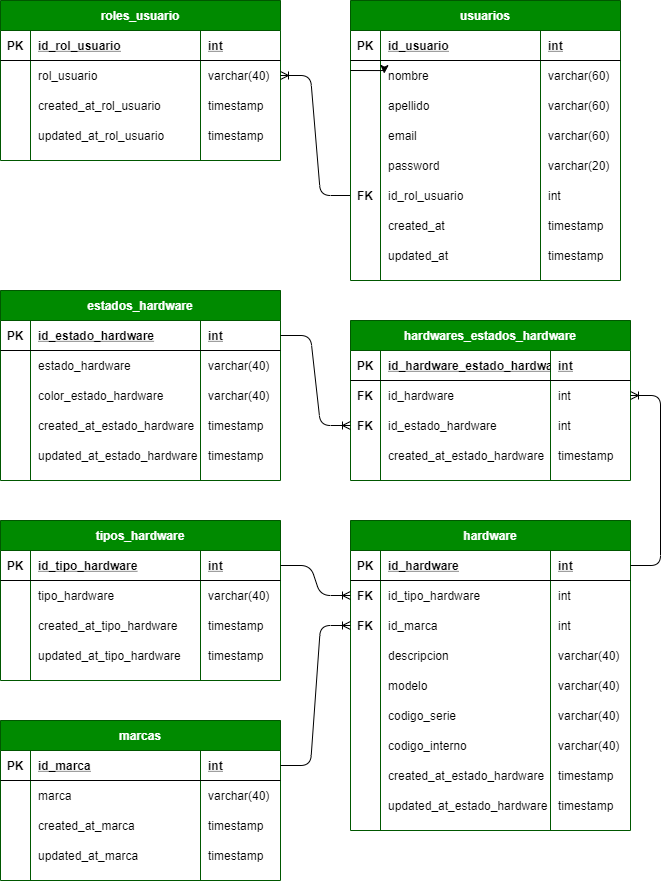 roles_usuario
PK id_rol_usuario int
rol_usuario varchar(40)
created_at_rol_usuario timestamp
updated_at_rol_usuario timestamp
usuarios
PK id_usuario int
nombre varchar(60)
apellido varchar(60)
email varchar(60)
password varchar(20)
FK id_rol_usuario int
created_at timestamp
updated_at timestamp
estados_hardware
PK id_estado_hardware int
estado_hardware varchar(40)
color_estado_hardware varchar(40)
created_at_estado_hardware timestamp
updated_at_estado_hardware timestamp
hardwares_estados_hardware
PK id_hardware_estado_hardwa int
FK id_hardware int
FK id_estado_hardware int
created_at_estado_hardware timestamp
tipos_hardware
PK id_tipo_hardware int
tipo_hardware varchar(40)
created_at_tipo_hardware timestamp
updated_at_tipo_hardware timestamp
hardware
PK id_hardware int
FK id_tipo_hardware int
FK id_marca int
descripcion varchar(40)
modelo varchar(40)
codigo_serie varchar(40)
codigo_interno varchar(40)
created_at_estado_hardware timestamp
updated_at_estado_hardware timestamp
marcas
PK id_marca int
marca varchar(40)
created_at_marca timestamp
updated_at_marca timestamp